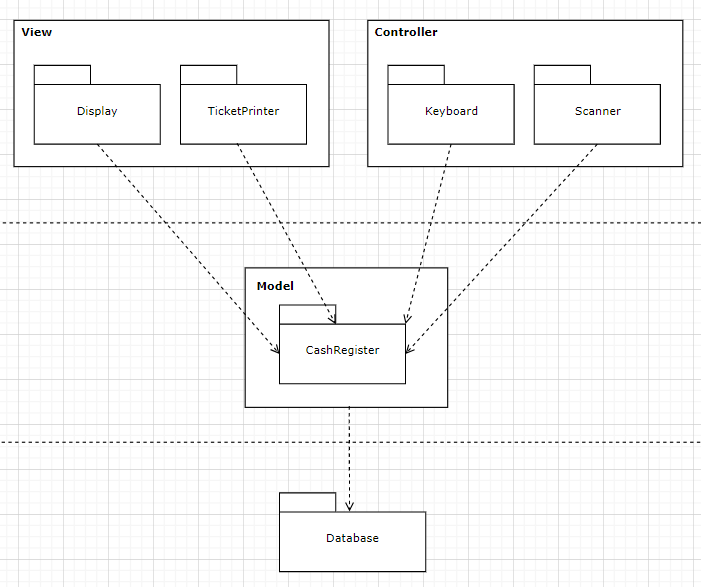 View
Controller
Display
TicketPrinter
Keyboard
Scanner
Model
CashRegister
Database